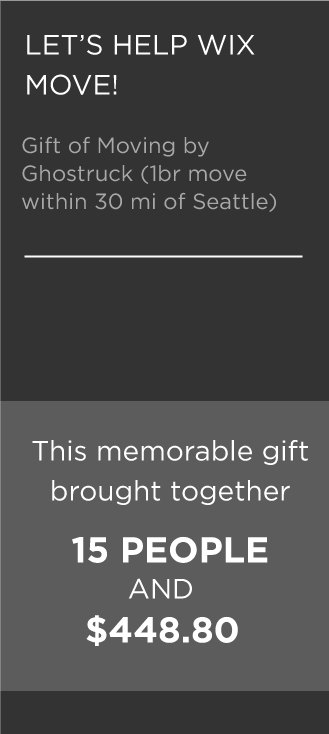 LET’S HELP WIX
MOVE!
Gift of Moving by
Ghostruck (1br move
within 30 mi of Seattle)
This memorable gift
brought together
15 PEOPLE
AND
$448.80